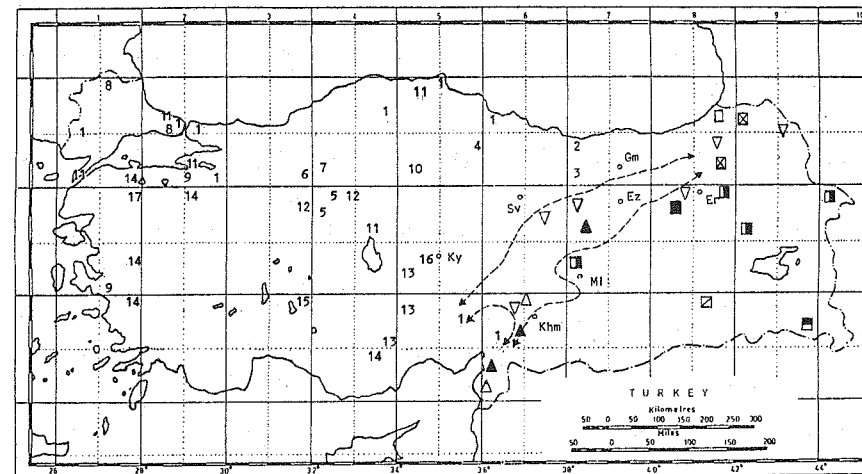 1 2 3 4 5 6 7 8 9 10
8 11 1
11 1 1 1
1 8 4 2
13 11 7 Gm
14 9 1 6 10 3
17 14 5 12 Ez Er
12 5 Sv
11
14 16 Ky
13 Ml
9 14 15
13 1 Khm
13 1
14
TURKEY
Kilometres
50 0 50 100 150 200 250 300
Miles
50 0 50 100 150 200
26 28 30 32 34 36 38 40 42 44